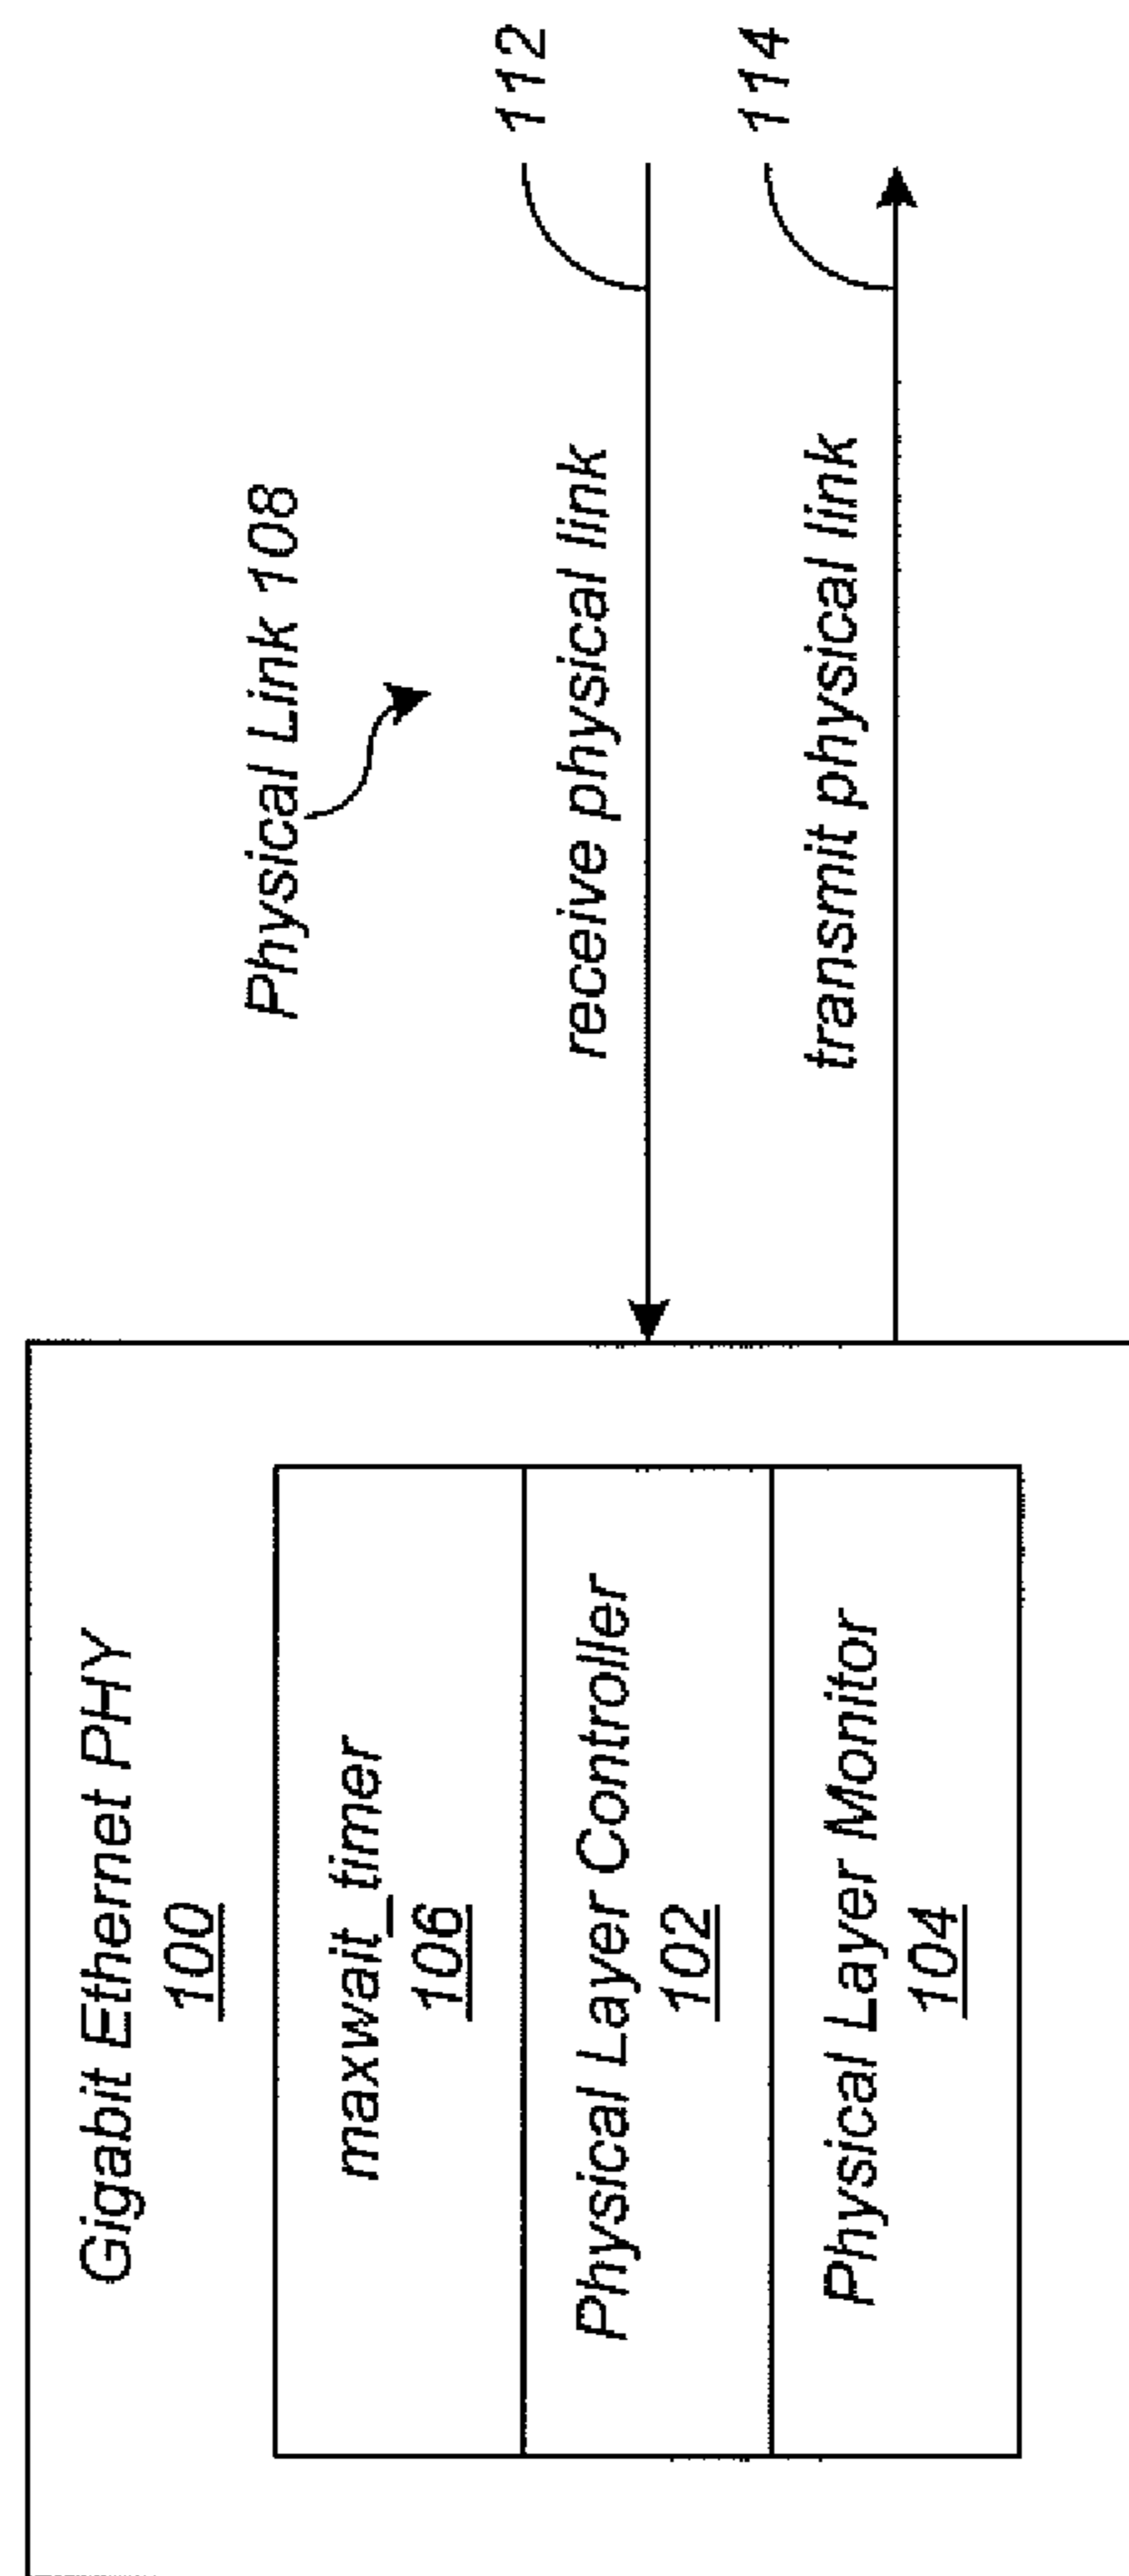 Gigabit Ethernet PHY
100
maxwait_timer
106
Physical Layer Controller
102
Physical Layer Monitor
104
Physical Link 108
receive physical link
112
transmit physical link
114